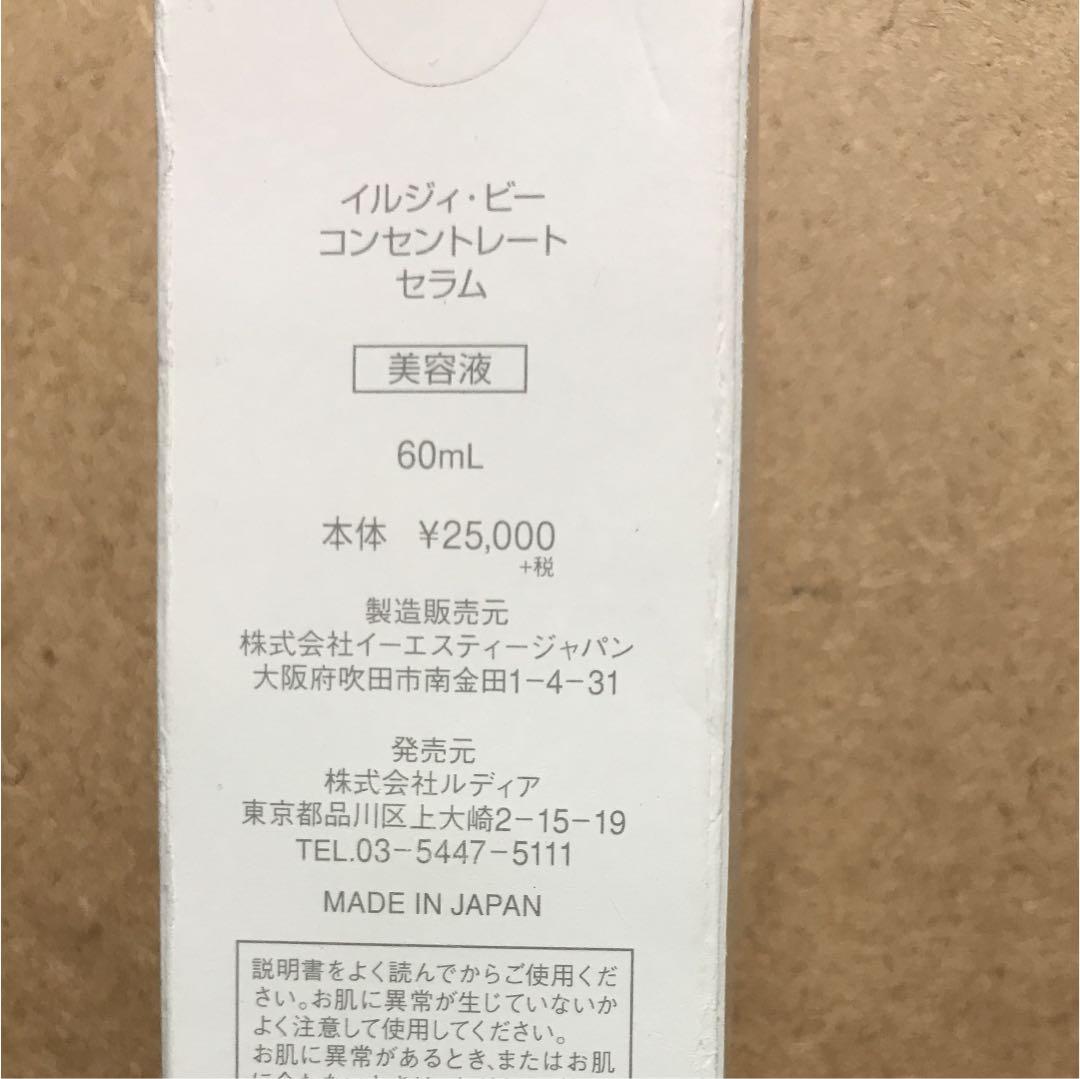 イルジィ・ビー
コンセントレート
セラム
美容液
60mL
本体 ¥25,000
+税
製造販売元
株式会社イーエスティージャパン
大阪府吹田市南金田1-4-31
発売元
株式会社ルディア
東京都品川区上大崎2-15-19
TEL.03-5447-5111
MADE IN JAPAN
説明書をよく読んでからご使用くだ
さい。お肌に異常が生じていないか
よく注意して使用してください。
お肌に異常があるとき、またはお肌